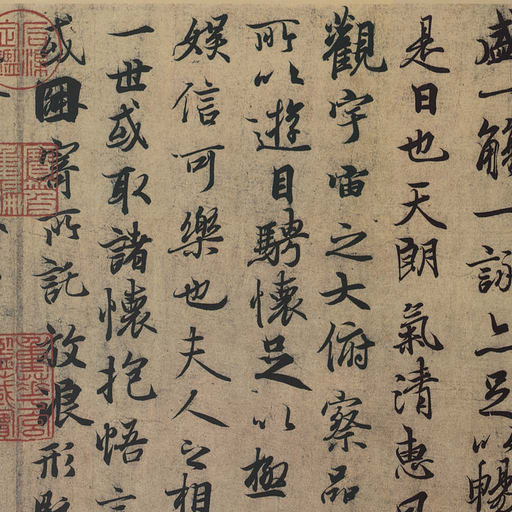 盛一觴一詠亦足以暢
是日也天朗氣清惠風
觀宇宙之大俯察品
所以遊目騁懷足以極
娛信可樂也夫人之相
一世或取諸懷抱悟言
或因寄所託放浪形骸